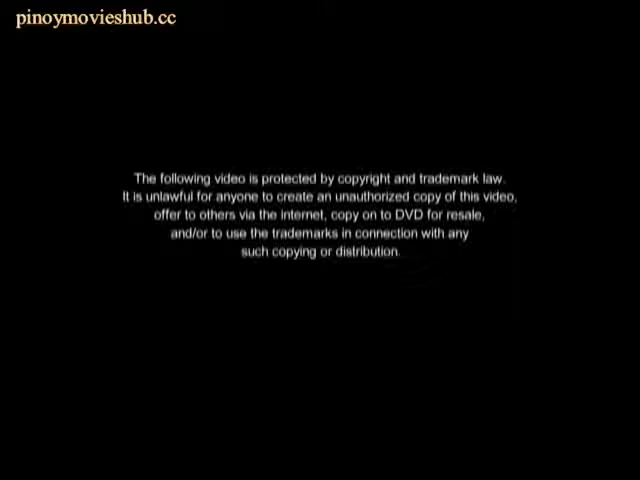 pinoymovieshub.cc
The following video is protected by copyright and trademark law.
It is unlawful for anyone to create an unauthorized copy of this video,
offer to others via the internet, copy on to DVD for resale,
and/or to use the trademarks in connection with any
such copying or distribution.